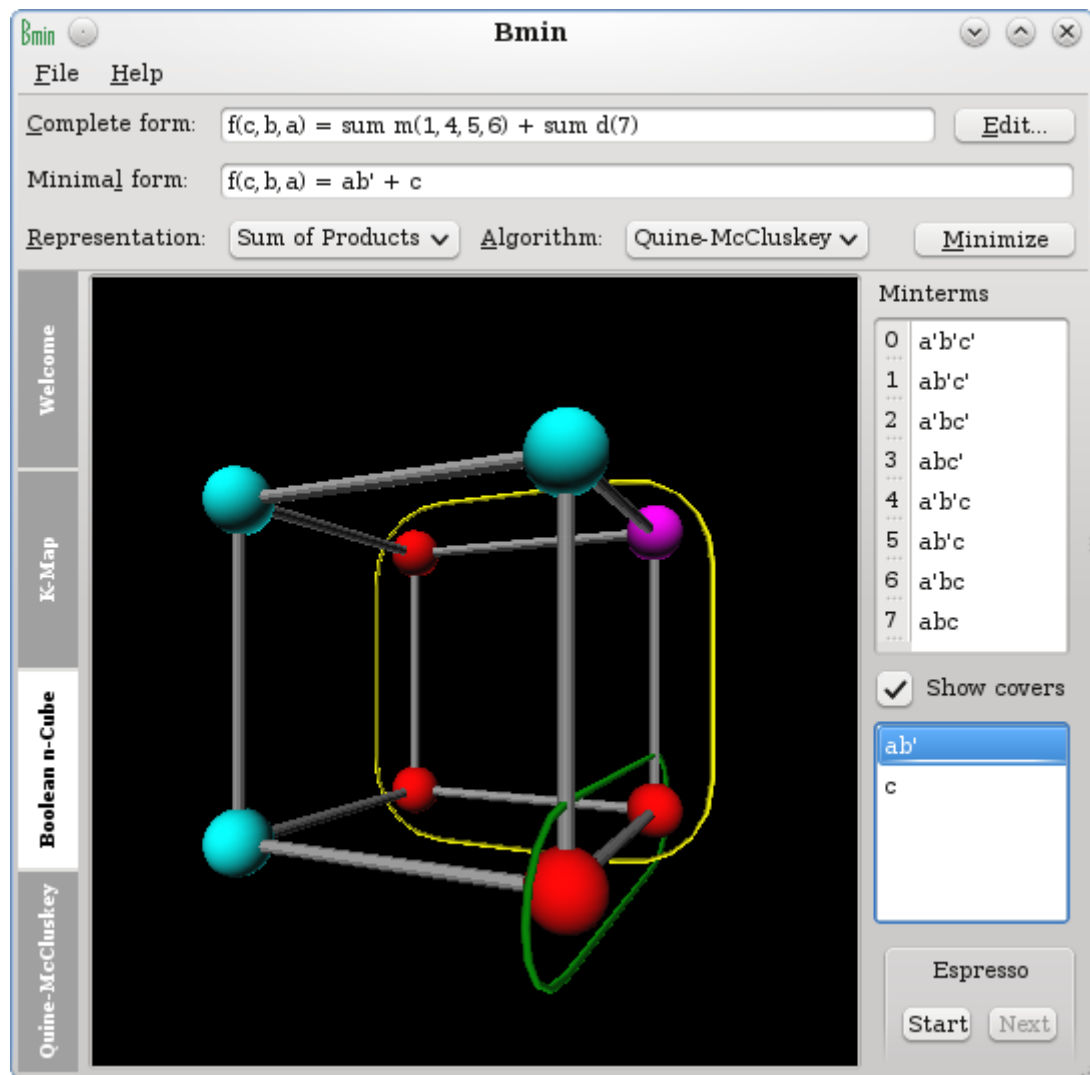 Bmin Bmin
File Help
Complete form: f(c, b, a) = sum m(1, 4, 5, 6) + sum d(7) Edit...
Minimal form: f(c, b, a) = ab' + c
Representation: Sum of Products Algorithm: Quine-McCluskey Minimize
Welcome
K-Map
Boolean n-Cube
Quine-McCluskey
Minterms
0 a'b'c'
1 ab'c'
2 a'bc'
3 abc'
4 a'b'c
5 ab'c
6 a'bc
7 abc
Show covers
ab'
c
Espresso
Start Next